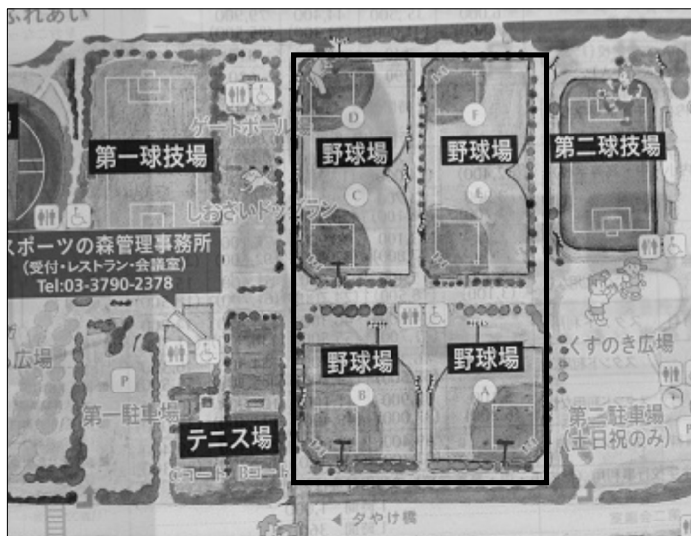 ふれあい
ゲートボール場
第一球技場
野球場
D
C
野球場
F
E
第二球技場
しおさいドッグラン
スポーツの森管理事務所
(受付・レストラン・会議室)
Tel:03-3790-2378
広場
P
第一駐車場
テニス場
Cコート
Bコート
野球場
B
野球場
A
くすのき広場
第二駐車場
(土日祝のみ)
P
◀ 夕やけ橋